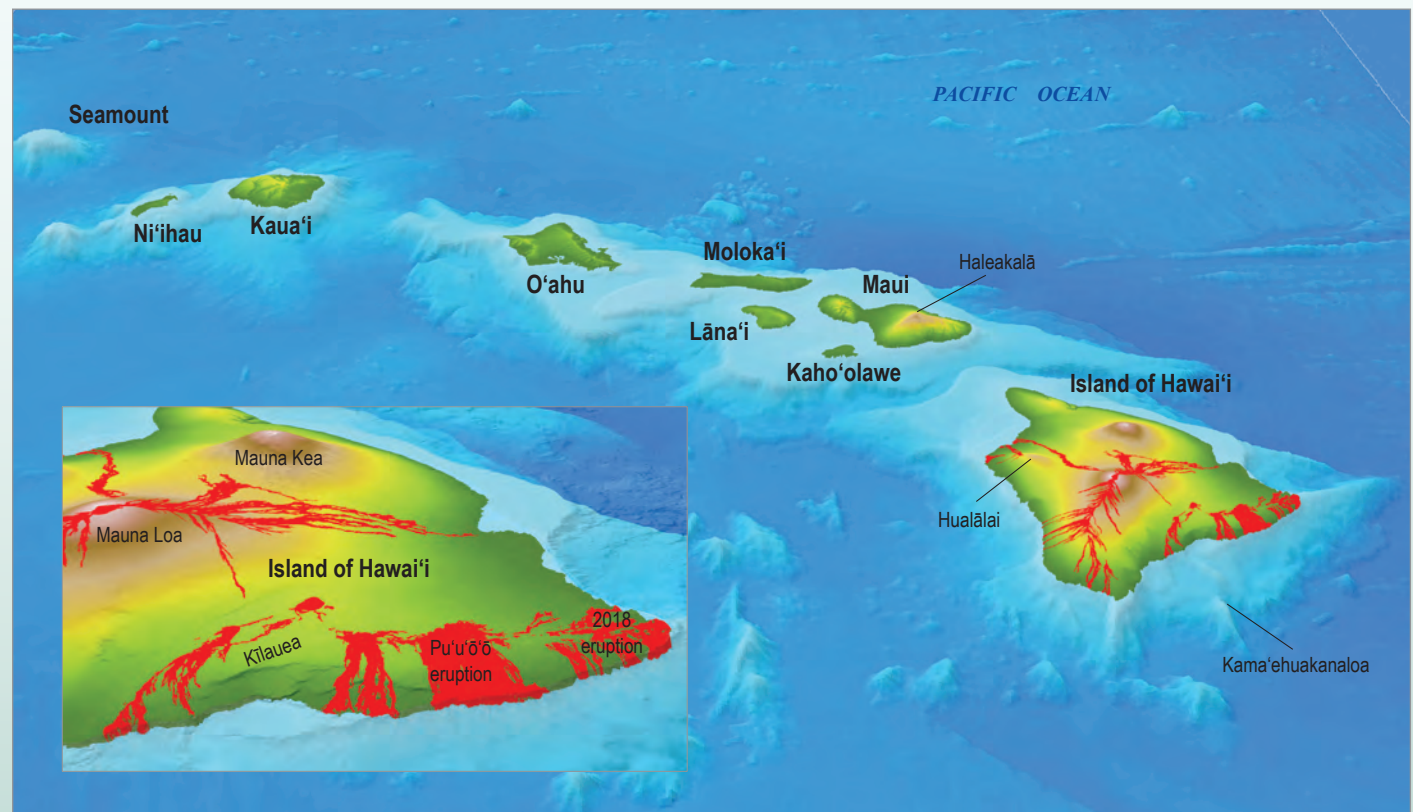 PACIFIC OCEAN
Seamount
Ni‘ihau
Kaua‘i
O‘ahu
Moloka‘i
Lāna‘i
Maui
Haleakalā
Kaho‘olawe
Island of Hawai‘i
Hualālai
Kama‘ehuakanaloa
Mauna Kea
Mauna Loa
Island of Hawai‘i
Kīlauea
Pu‘u‘ō‘ō
eruption
2018
eruption